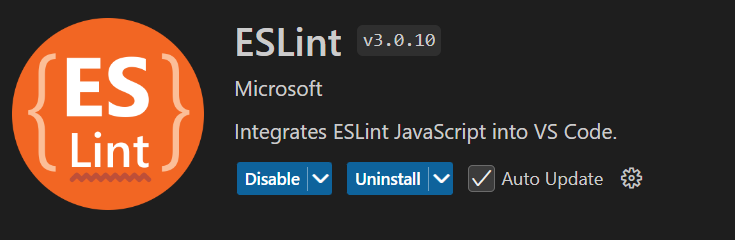 {ES
Lint}
ESLint v3.0.10
Microsoft
Integrates ESLint JavaScript into VS Code.
Disable Uninstall Auto Update